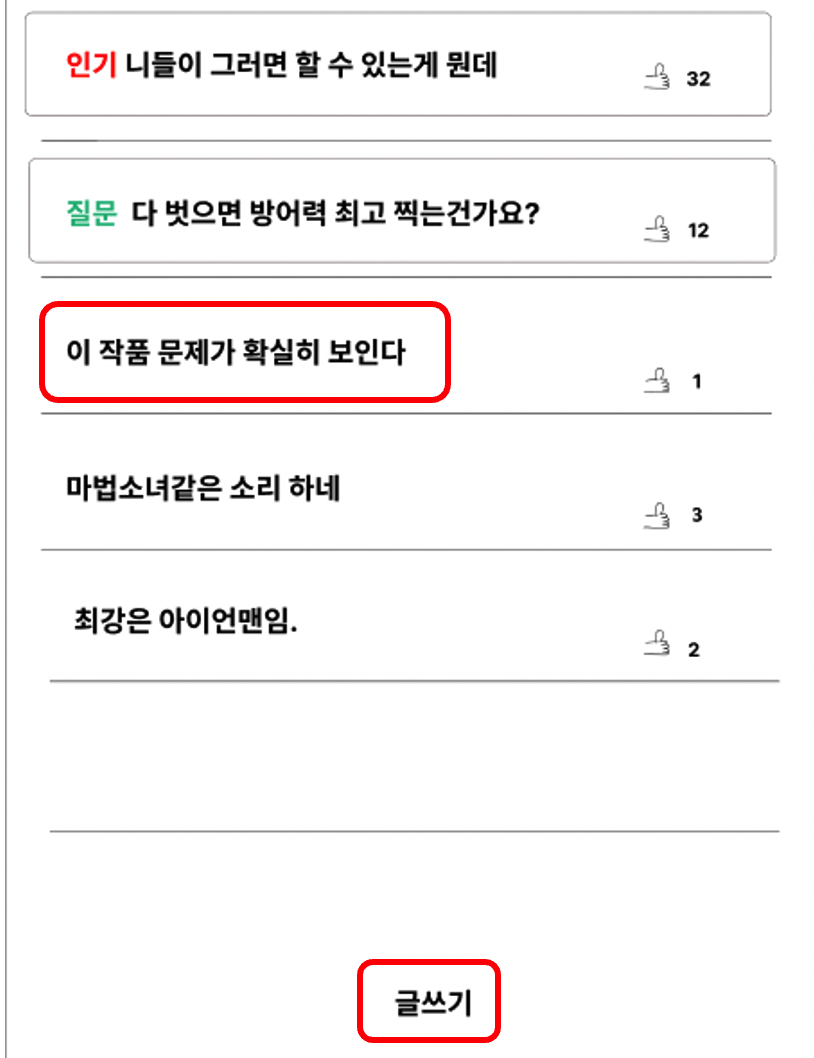 인기 니들이 그러면 할 수 있는게 뭔데
32
질문 다 벗으면 방어력 최고 찍는건가요?
12
이 작품 문제가 확실히 보인다
1
마법소녀같은 소리 하네
3
최강은 아이언맨임.
2
글쓰기